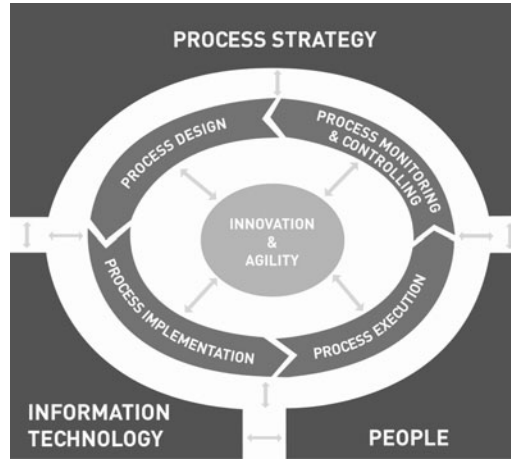 PROCESS STRATEGY
PROCESS DESIGN
PROCESS MONITORING
& CONTROLLING
INNOVATION
&
AGILITY
PROCESS IMPLEMENTATION
PROCESS EXECUTION
INFORMATION
TECHNOLOGY
PEOPLE